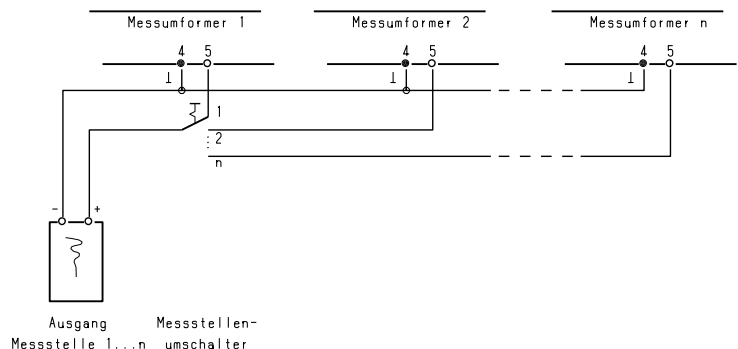 Messumformer 1 Messumformer 2 Messumformer n
4 5 4 5 4 5
⊥ ⊥ ⊥
1
2
n
- +
Ausgang Messstellen-
Messstelle 1...n umschalter